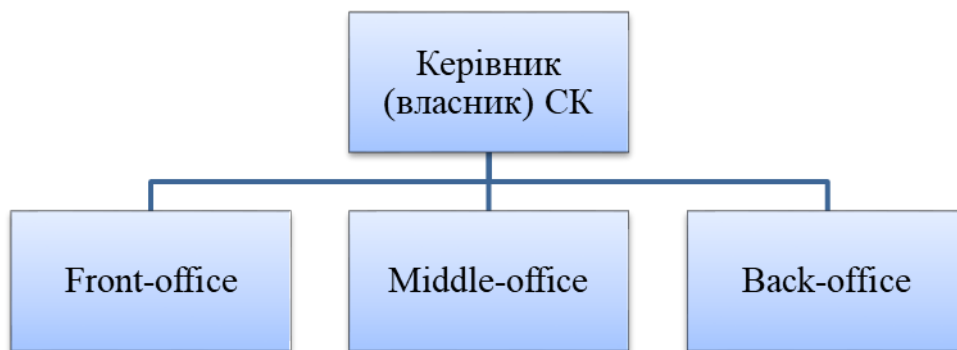 Керівник
(власник) СК
Front-office
Middle-office
Back-office